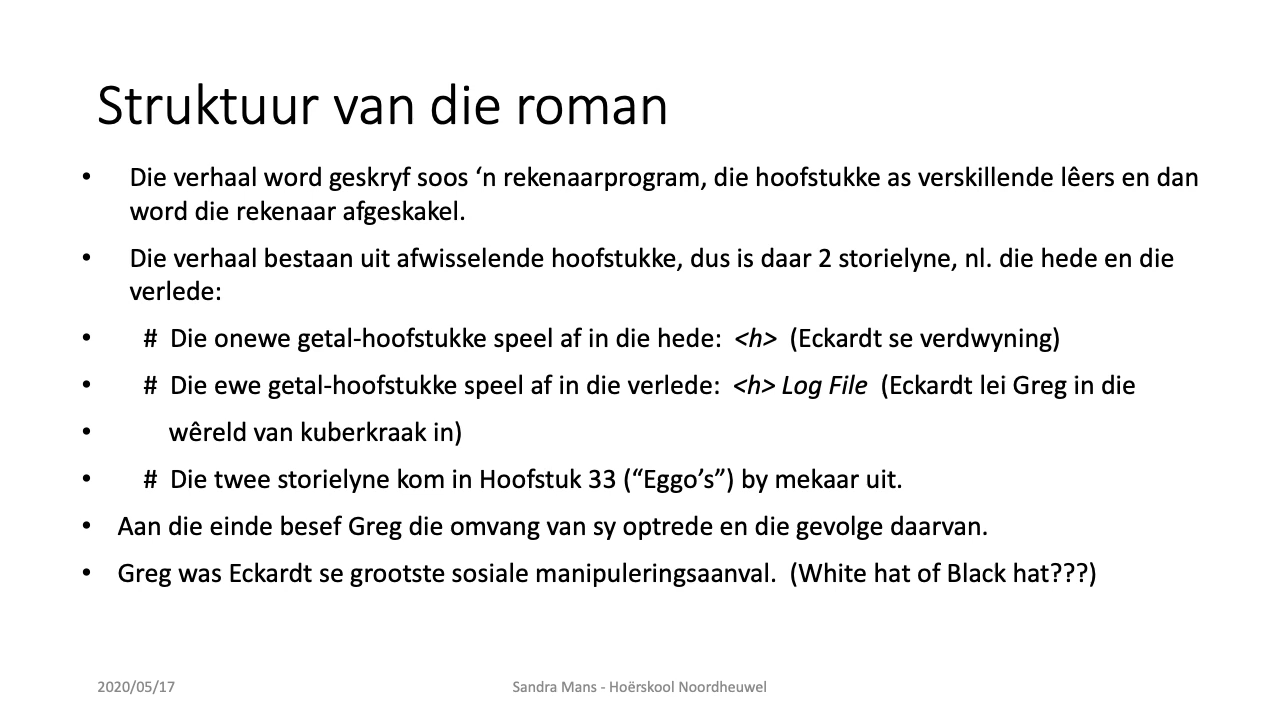 Struktuur van die roman
• Die verhaal word geskryf soos ‘n rekenaarprogram, die hoofstukke as verskillende lêers en dan
word die rekenaar afgeskakel.
• Die verhaal bestaan uit afwisselende hoofstukke, dus is daar 2 storielyne, nl. die hede en die
verlede:
• # Die onewe getal-hoofstukke speel af in die hede: <h> (Eckardt se verdwyning)
• # Die ewe getal-hoofstukke speel af in die verlede: <h> Log File (Eckardt lei Greg in die
• wêreld van kuberkraak in)
• # Die twee storielyne kom in Hoofstuk 33 (“Eggo’s”) by mekaar uit.
• Aan die einde besef Greg die omvang van sy optrede en die gevolge daarvan.
• Greg was Eckardt se grootste sosiale manipuleringsaanval. (White hat of Black hat???)
2020/05/17
Sandra Mans - Hoërskool Noordheuwel